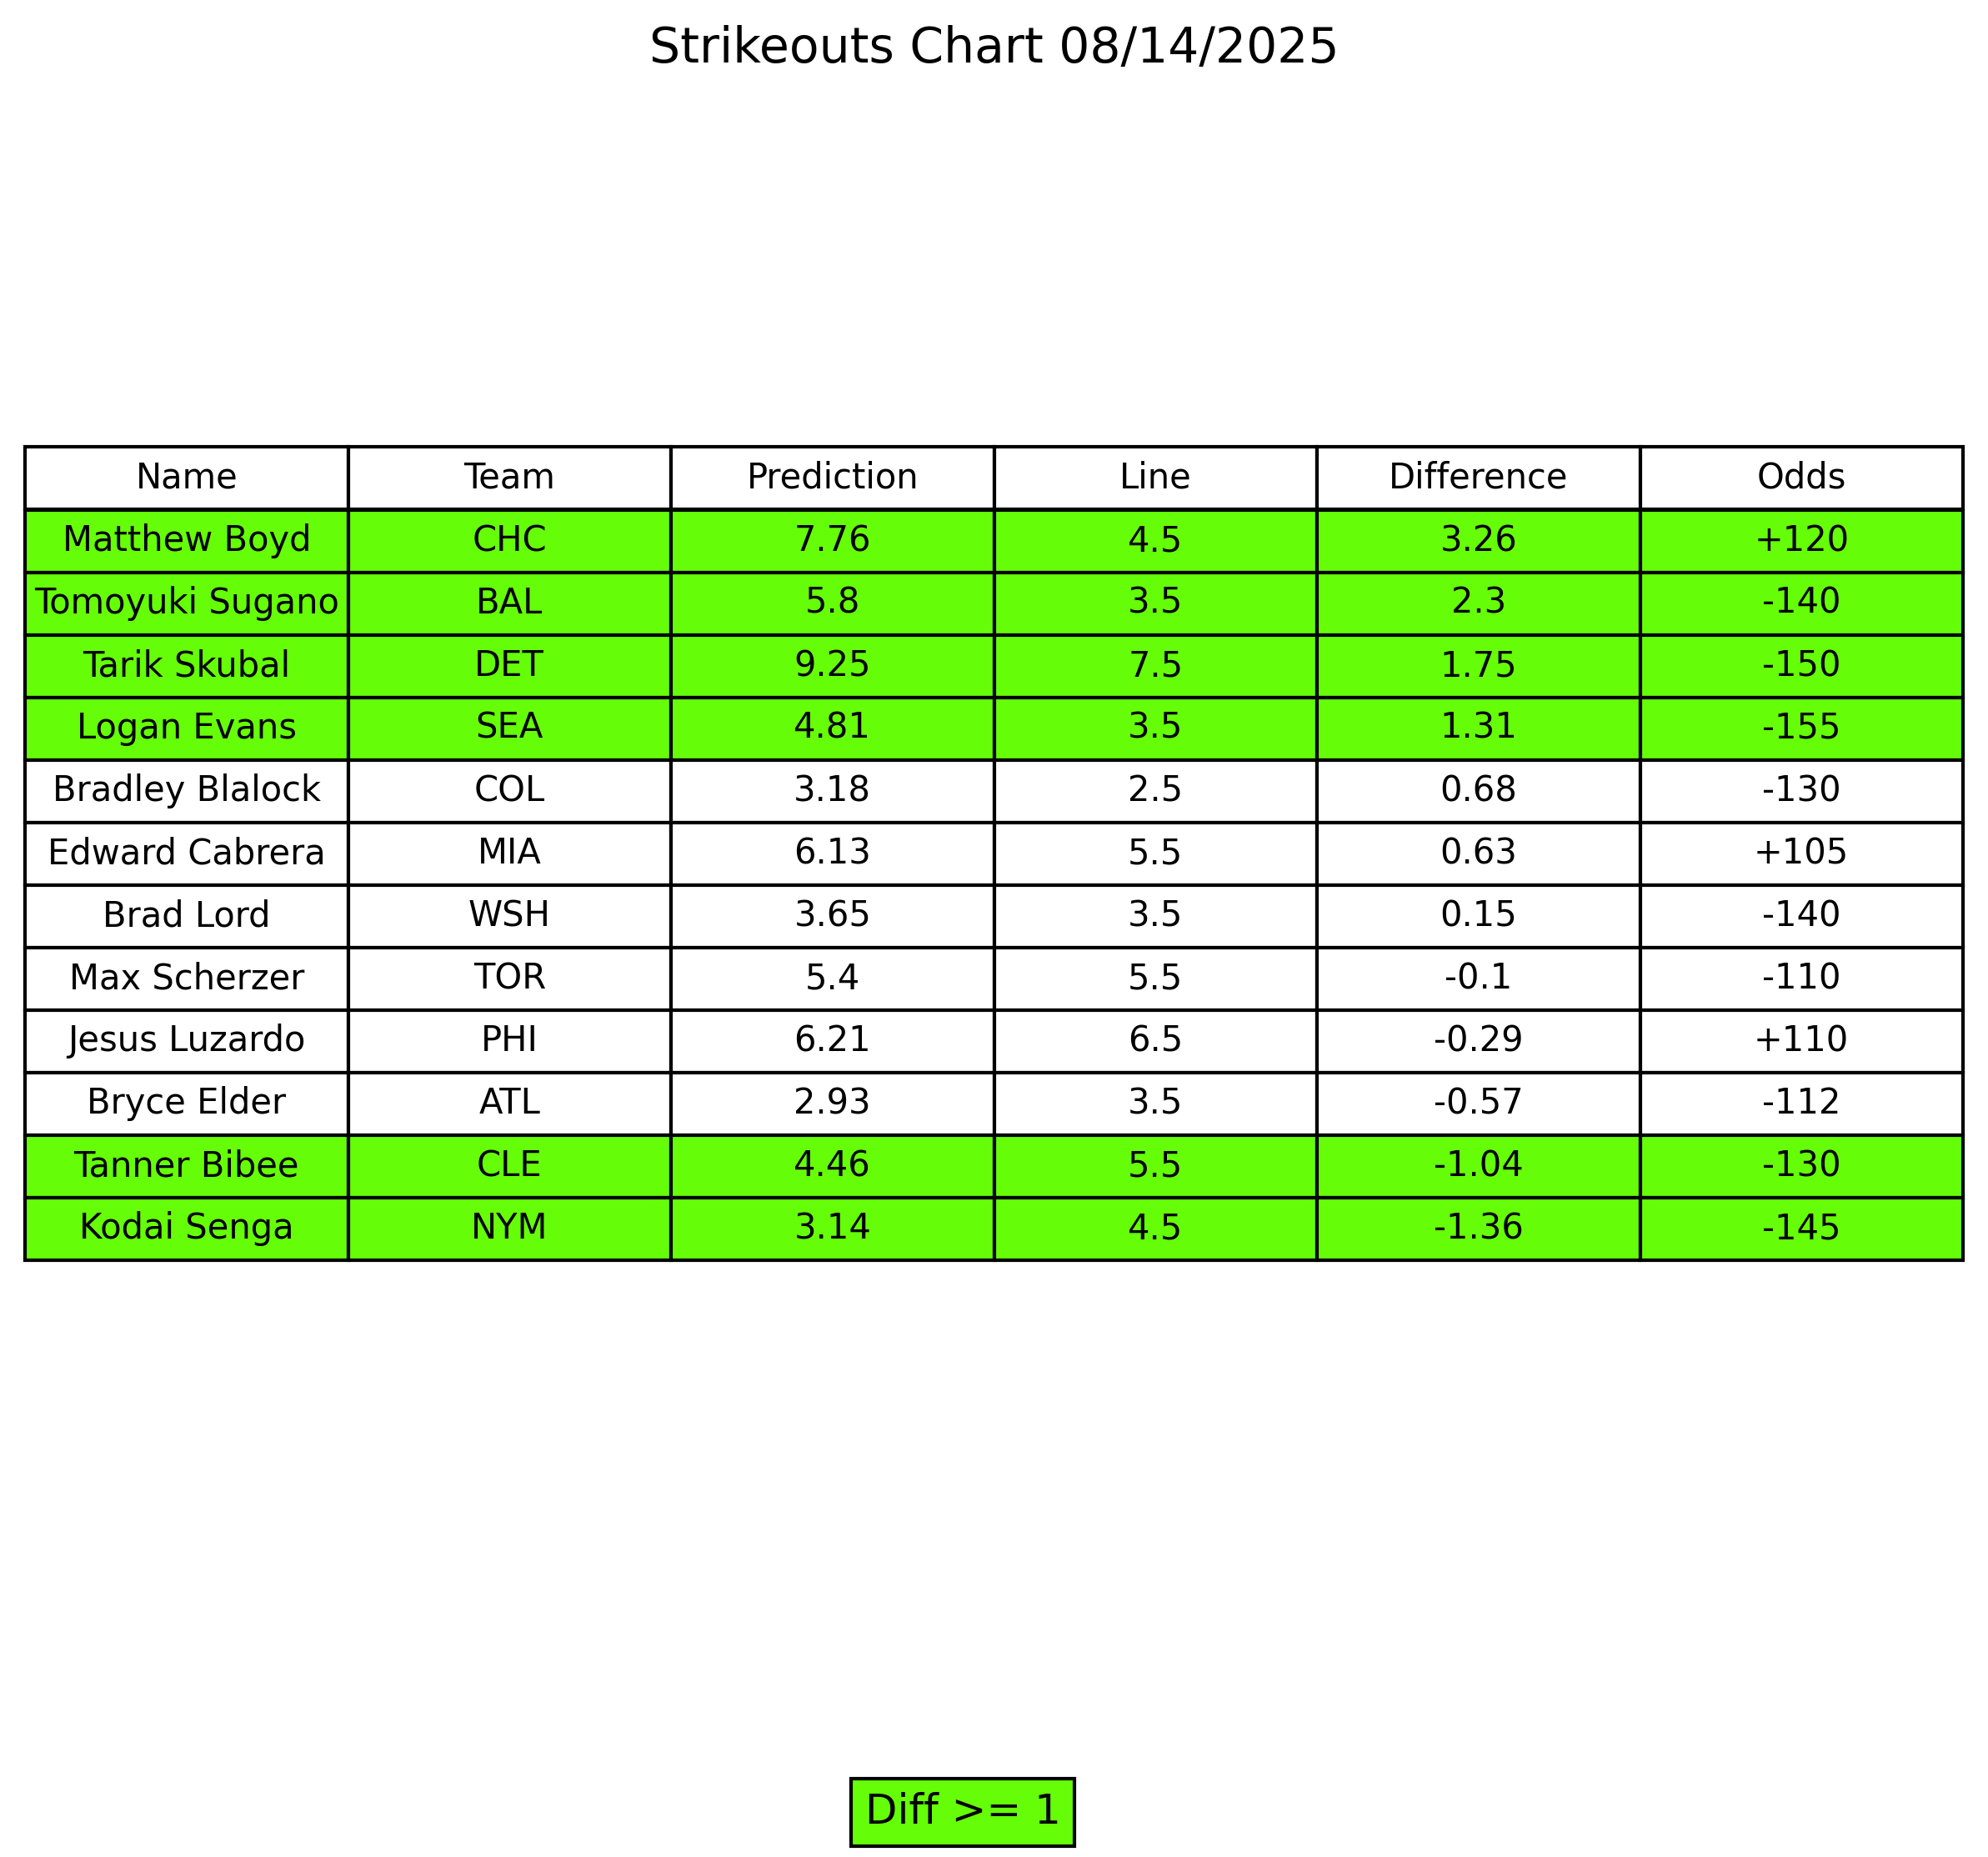 Strikeouts Chart 08/14/2025
Name Team Prediction Line Difference Odds
Matthew Boyd CHC 7.76 4.5 3.26 +120
Tomoyuki Sugano BAL 5.8 3.5 2.3 -140
Tarik Skubal DET 9.25 7.5 1.75 -150
Logan Evans SEA 4.81 3.5 1.31 -155
Bradley Blalock COL 3.18 2.5 0.68 -130
Edward Cabrera MIA 6.13 5.5 0.63 +105
Brad Lord WSH 3.65 3.5 0.15 -140
Max Scherzer TOR 5.4 5.5 -0.1 -110
Jesus Luzardo PHI 6.21 6.5 -0.29 +110
Bryce Elder ATL 2.93 3.5 -0.57 -112
Tanner Bibee CLE 4.46 5.5 -1.04 -130
Kodai Senga NYM 3.14 4.5 -1.36 -145
Diff >= 1